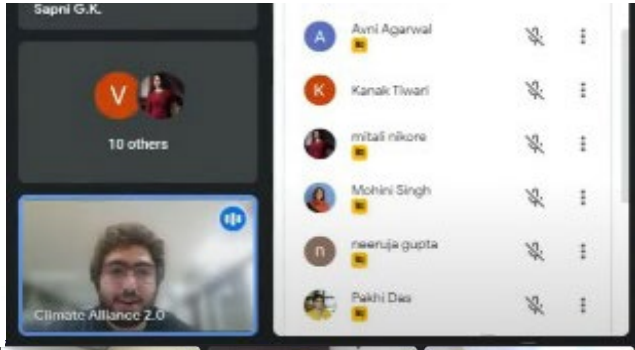 Sapni G.K.
V
10 others
Climate Alliance 2.0
A
Avni Agarwal
K
Kanak Tiwari
mitali nikore
Mohini Singh
n
neeruja gupta
Pakhi Das